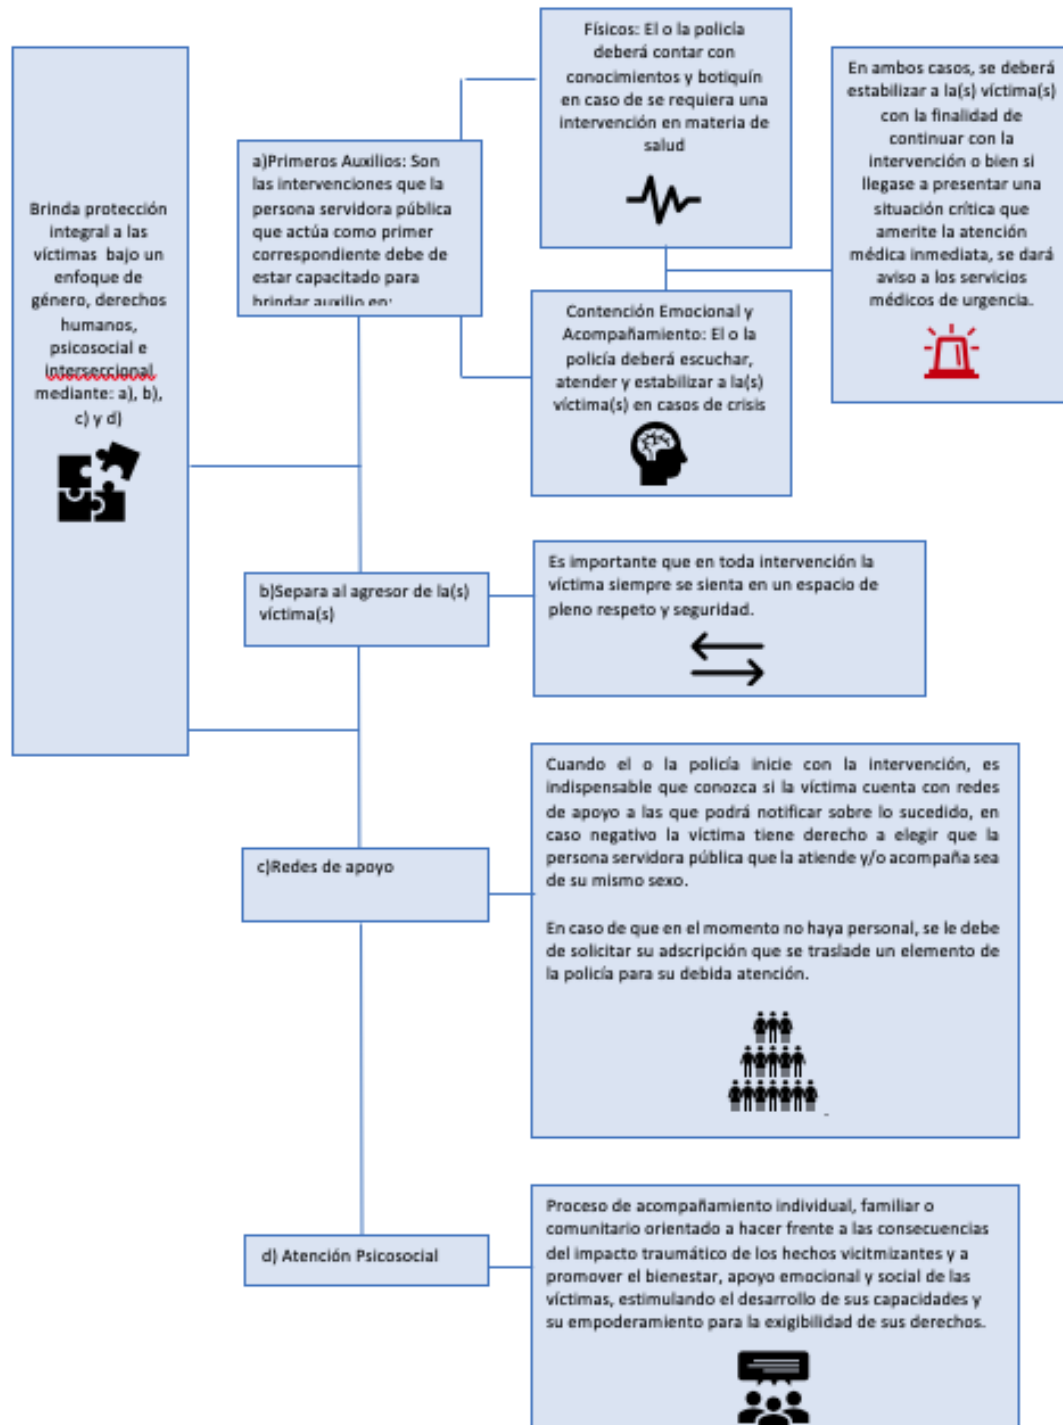 Brinda protección
integral a las
víctimas bajo un
enfoque de
género, derechos
humanos,
psicosocial e
interseccional
mediante: a), b),
c) y d)
a)Primeros Auxilios: Son
las intervenciones que la
persona servidora pública
que actúa como primer
correspondiente debe de
estar capacitado para
brindar auxilio en:
Físicos: El o la policía
deberá contar con
conocimientos y botiquín
en caso de se requiera una
intervención en materia de
salud
Contención Emocional y
Acompañamiento: El o la
policía deberá escuchar,
atender y estabilizar a la(s)
víctima(s) en casos de crisis
En ambos casos, se deberá
estabilizar a la(s) víctima(s)
con la finalidad de
continuar con la
intervención o bien si
llegase a presentar una
situación crítica que
amerite la atención
médica inmediata, se dará
aviso a los servicios
médicos de urgencia.
b)Separa al agresor de la(s)
víctima(s)
Es importante que en toda intervención la
víctima siempre se sienta en un espacio de
pleno respeto y seguridad.
c)Redes de apoyo
Cuando el o la policía inicie con la intervención, es
indispensable que conozca si la víctima cuenta con redes
de apoyo a las que podrá notificar sobre lo sucedido, en
caso negativo la víctima tiene derecho a elegir que la
persona servidora pública que la atiende y/o acompaña sea
de su mismo sexo.
En caso de que en el momento no haya personal, se le debe
de solicitar su adscripción que se traslade un elemento de
la policía para su debida atención.
d) Atención Psicosocial
Proceso de acompañamiento individual, familiar o
comunitario orientado a hacer frente a las consecuencias
del impacto traumático de los hechos vicitmizantes y a
promover el bienestar, apoyo emocional y social de las
víctimas, estimulando el desarrollo de sus capacidades y
su empoderamiento para la exigibilidad de sus derechos.